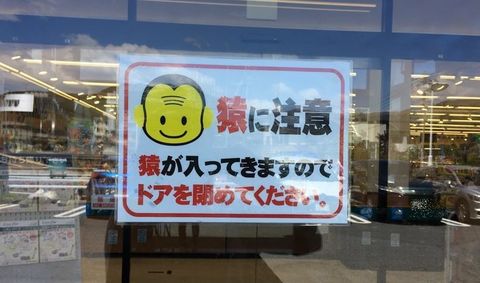 猿に注意
猿が入ってきますので
ドアを閉めてください。